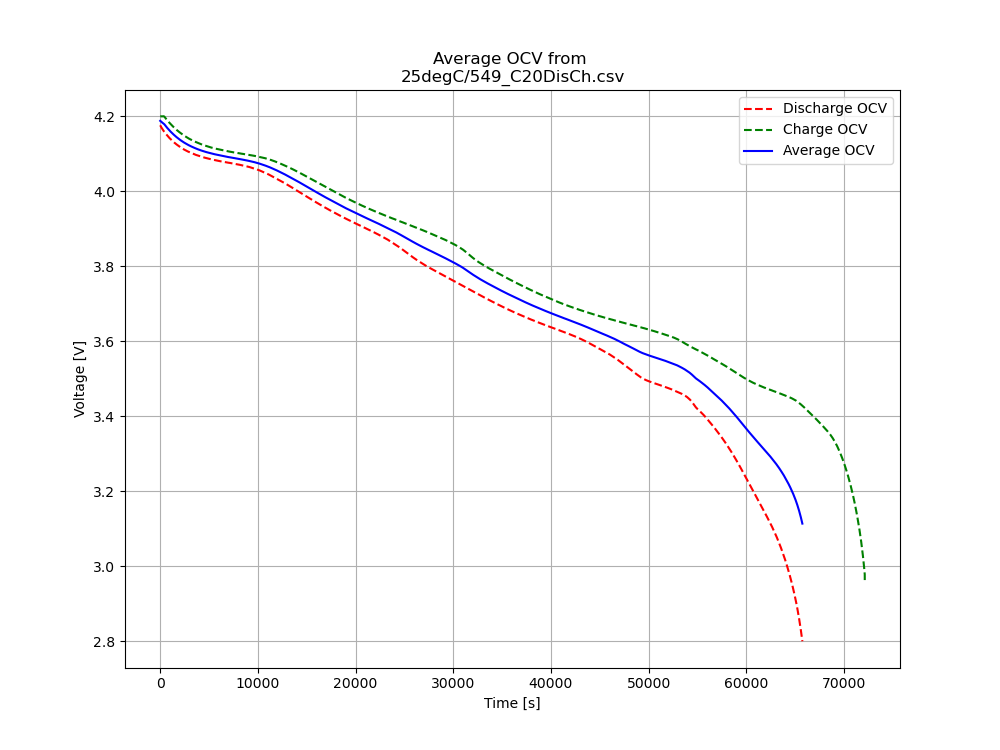 Average OCV from
25degC/549_C20DisCh.csv
Discharge OCV
Charge OCV
Average OCV
Voltage [V]
4.2
4.0
3.8
3.6
3.4
3.2
3.0
2.8
0 10000 20000 30000 40000 50000 60000 70000
Time [s]